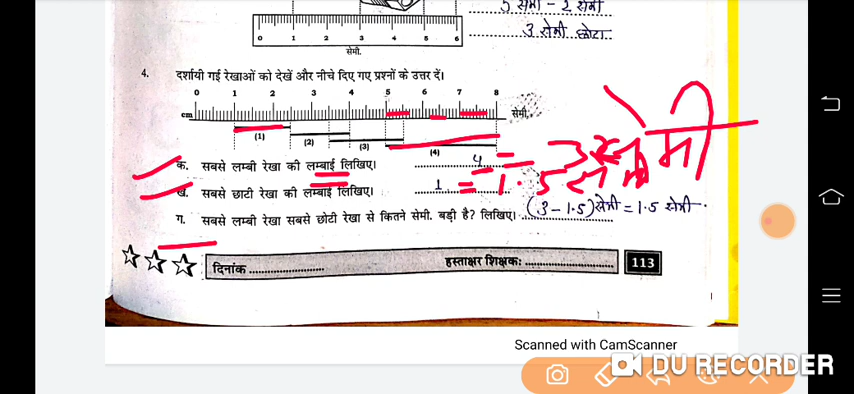 5 सेमी - 2 सेमी
3 सेमी छोटा
0 1 2 3 4 5 6
सेमी.
4. दर्शायी गई रेखाओं को देखें और नीचे दिए गए प्रश्नों के उत्तर दें।
0 1 2 3 4 5 6 7 8
cm सेमी.
(1) (2) (3) (4)
क. सबसे लम्बी रेखा की लम्बाई लिखिए। 4 = 3 सेमी
ख. सबसे छाटी रेखा की लम्बाई लिखिए। 1 = 1.5
ग. सबसे लम्बी रेखा सबसे छोटी रेखा से कितने सेमी. बड़ी है? लिखिए। (3-1.5) सेमी = 1.5 सेमी.
दिनांक ........................ हस्ताक्षर शिक्षक: ........................ 113
Scanned with CamScanner
DU RECORDER